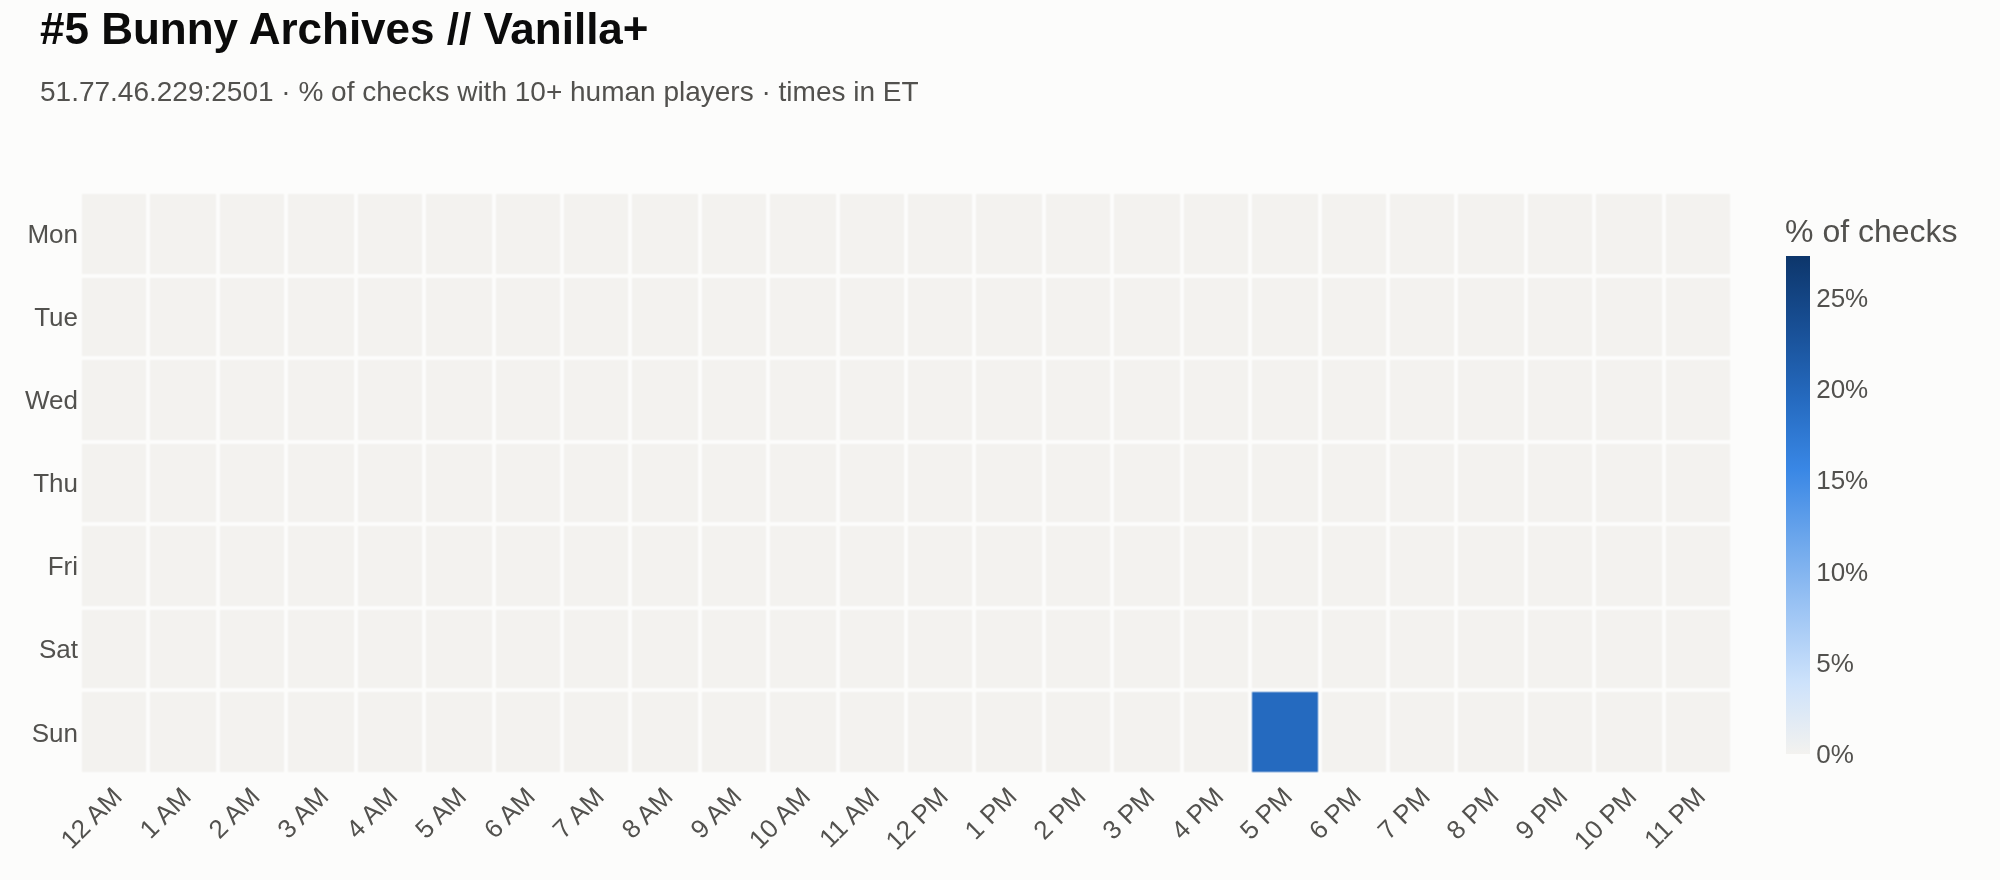 #5 Bunny Archives // Vanilla+
51.77.46.229:2501 · % of checks with 10+ human players · times in ET
% of checks
25%
20%
15%
10%
5%
0%
Mon
Tue
Wed
Thu
Fri
Sat
Sun
12 AM
1 AM
2 AM
3 AM
4 AM
5 AM
6 AM
7 AM
8 AM
9 AM
10 AM
11 AM
12 PM
1 PM
2 PM
3 PM
4 PM
5 PM
6 PM
7 PM
8 PM
9 PM
10 PM
11 PM